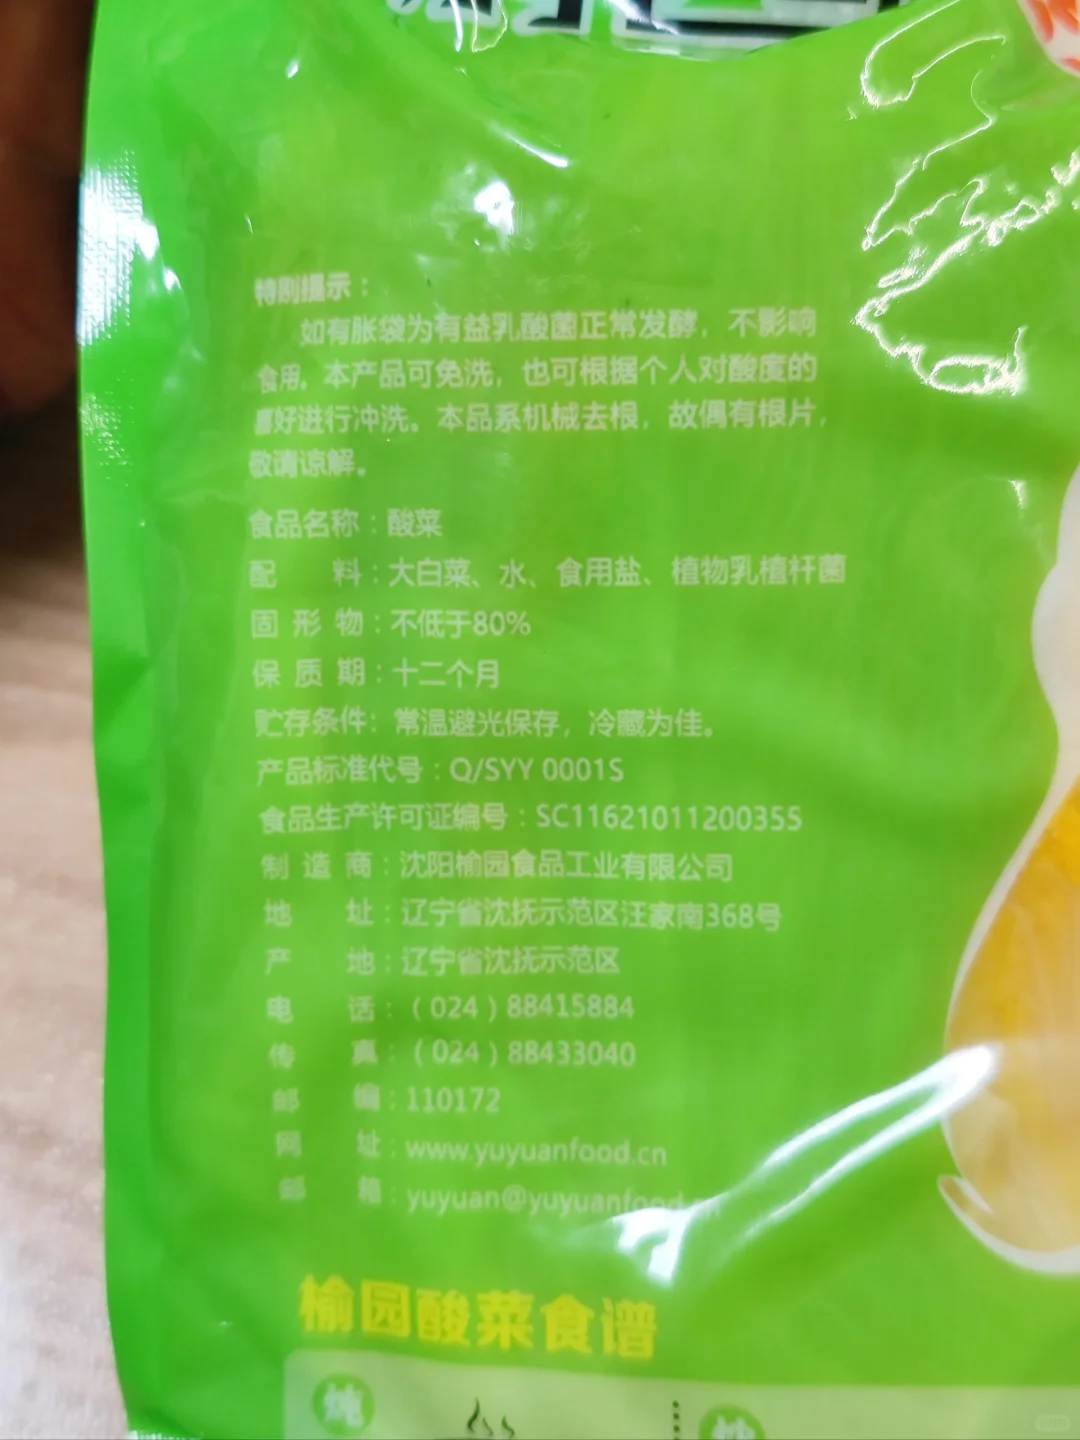 特别提示：
如有胀袋为有益乳酸菌正常发酵，不影响
食用。本产品可免洗，也可根据个人对酸度的
喜好进行冲洗。本品系机械去根，故偶有根片，
敬请谅解。
食品名称：酸菜
配 料：大白菜、水、食用盐、植物乳植杆菌
固 形 物：不低于80%
保 质 期：十二个月
贮存条件：常温避光保存，冷藏为佳。
产品标准代号：Q/SYY 0001S
食品生产许可证编号：SC11621011200355
制 造 商：沈阳榆园食品工业有限公司
地 址：辽宁省沈抚示范区汪家南368号
产 地：辽宁省沈抚示范区
电 话：（024）88415884
传 真：（024）88433040
邮 编：110172
网 址：www.yuyuanfood.cn
邮 箱：yuyuan@yuyuanfood.cn
榆园酸菜食谱
炖 炒